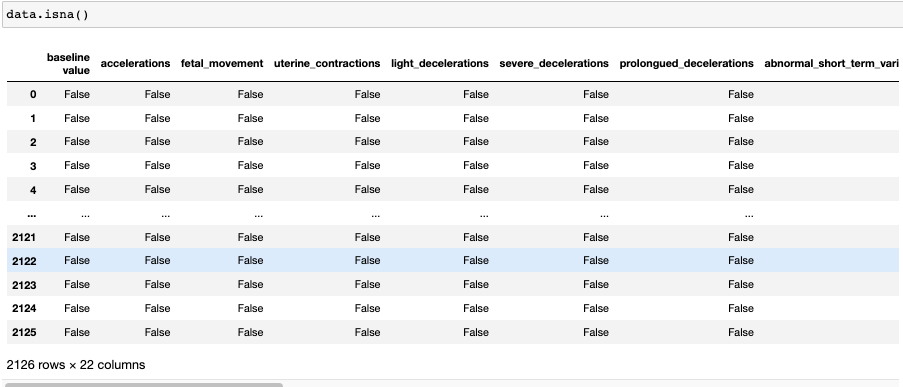 data.isna()
baseline value accelerations fetal_movement uterine_contractions light_decelerations severe_decelerations prolongued_decelerations abnormal_short_term_vari
0 False False False False False False False
1 False False False False False False False
2 False False False False False False False
3 False False False False False False False
4 False False False False False False False
... ... ... ... ... ... ... ...
2121 False False False False False False False
2122 False False False False False False False
2123 False False False False False False False
2124 False False False False False False False
2125 False False False False False False False
2126 rows × 22 columns